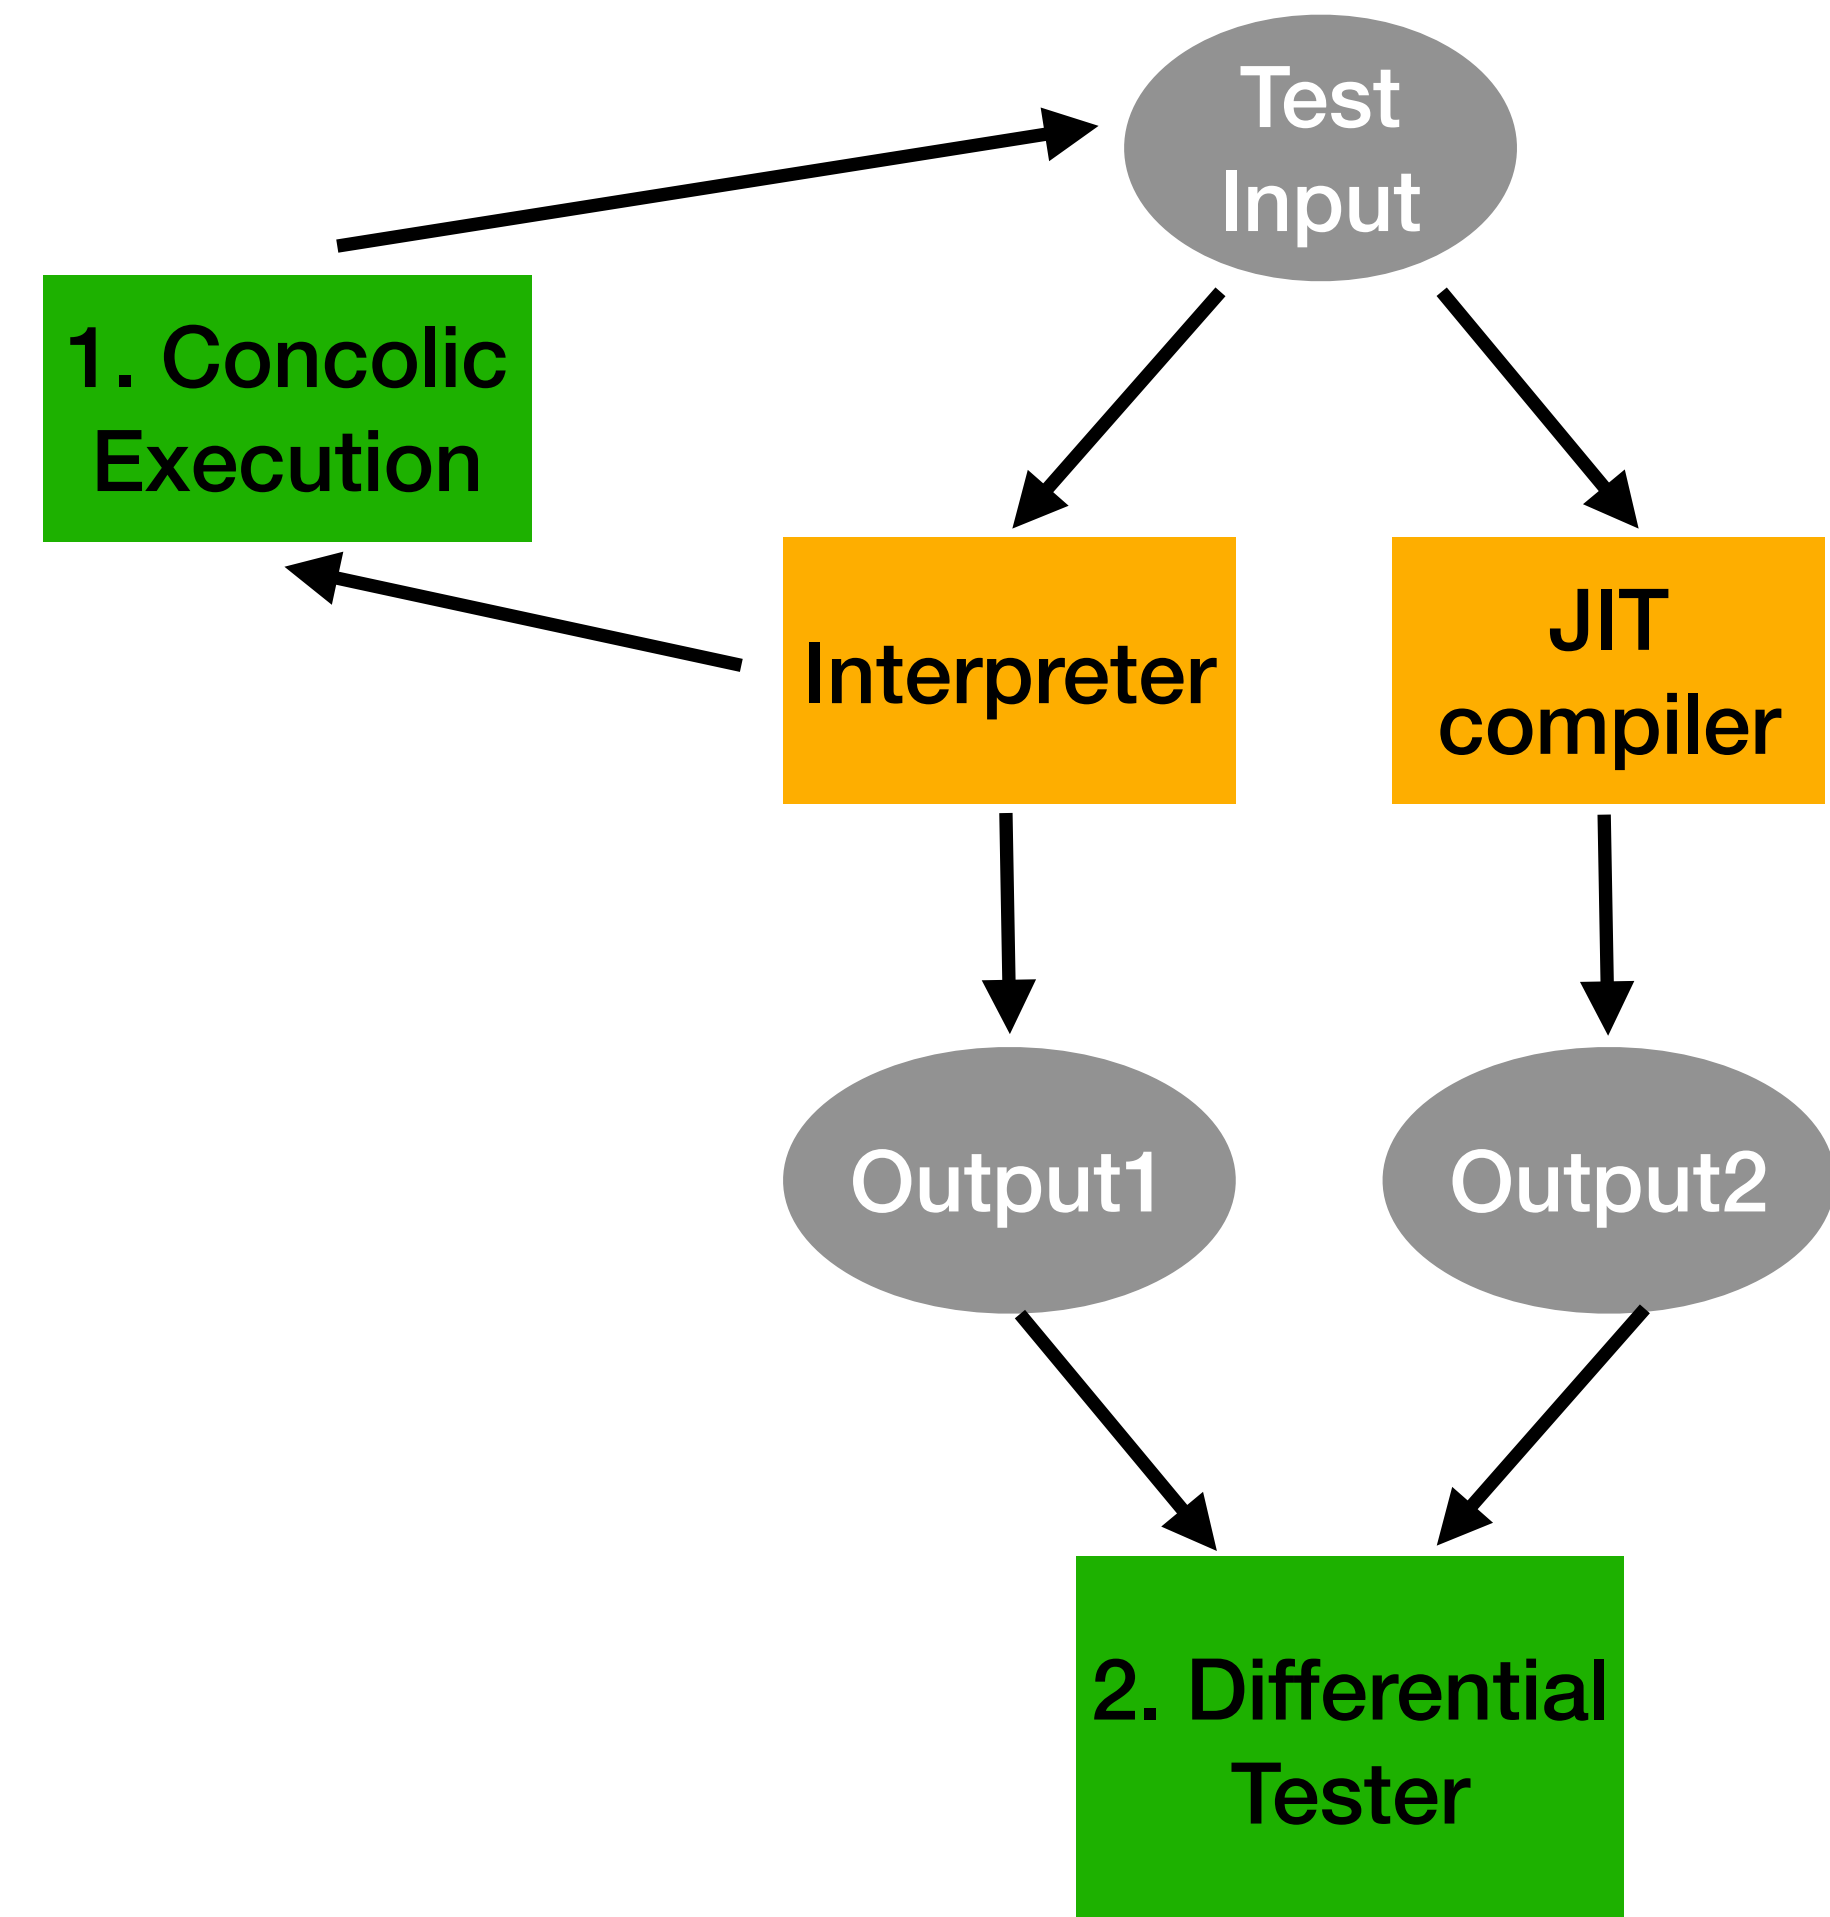 Test
Input
1. Concolic
Execution
Interpreter
JIT
compiler
Output1
Output2
2. Differential
Tester